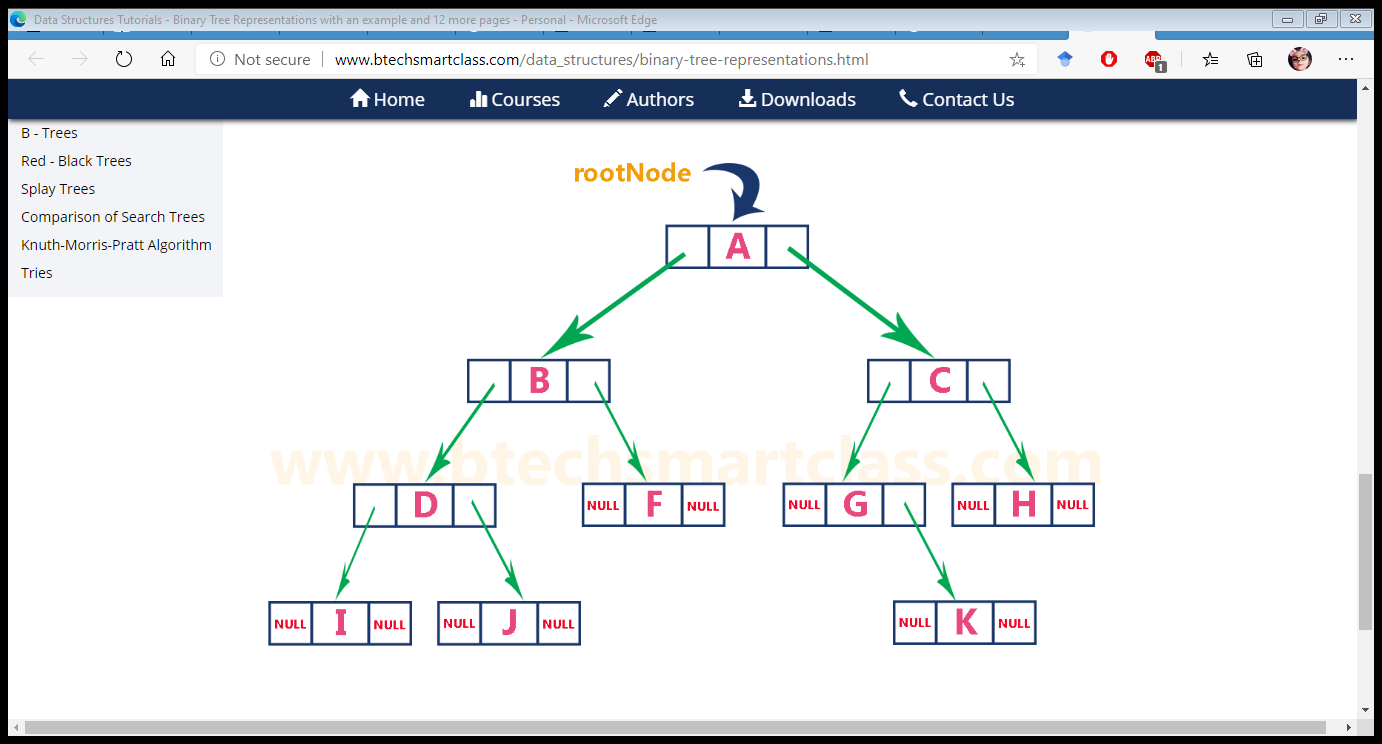 Data Structures Tutorials - Binary Tree Representations with an example and 12 more pages - Personal - Microsoft Edge
Not secure www.btechsmartclass.com/data_structures/binary-tree-representations.html ABP 1
Home Courses Authors Downloads Contact Us
B - Trees
Red - Black Trees
Splay Trees
Comparison of Search Trees
Knuth-Morris-Pratt Algorithm
Tries
rootNode
A
B C
www.btechsmartclass.com
D NULL F NULL NULL G NULL H NULL
NULL I NULL NULL J NULL NULL K NULL